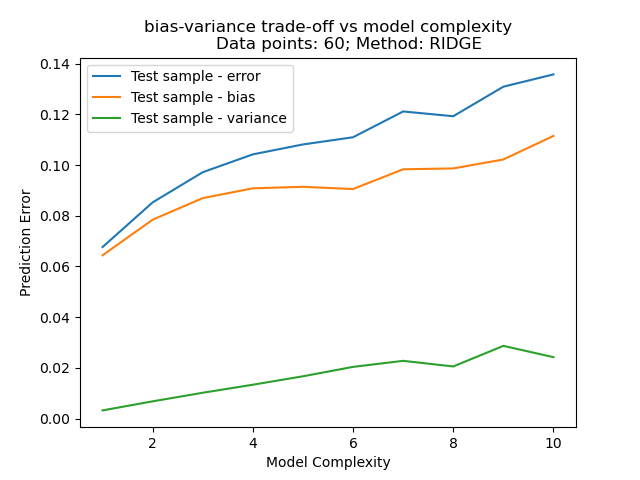 bias-variance trade-off vs model complexity
Data points: 60; Method: RIDGE
Test sample - error
Test sample - bias
Test sample - variance
Prediction Error
0.14
0.12
0.10
0.08
0.06
0.04
0.02
0.00
2 4 6 8 10
Model Complexity